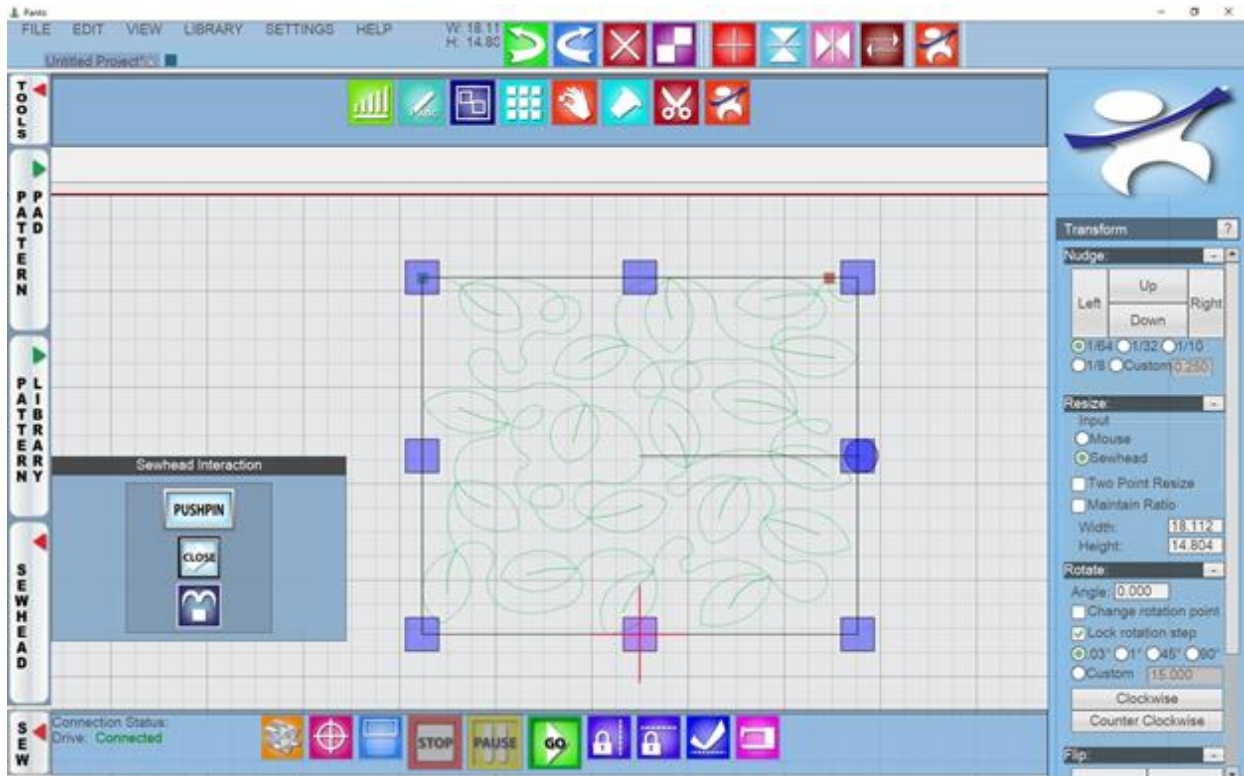 Panto
FILE EDIT VIEW LIBRARY SETTINGS HELP
W: 18.11
H: 14.80
Untitled Project*
TOOLS
PATTERN PAD
PATTERN LIBRARY
SEWHEAD
SEW
Sewhead Interaction
PUSHPIN
CLOSE
Connection Status:
Drive: Connected
STOP PAUSE GO
Transform ?
Nudge: -
Left Up Right
Down
1/64 1/32 1/10
1/8 Custom 0.250
Resize: -
Input
Mouse
Sewhead
Two Point Resize
Maintain Ratio
Width: 18.112
Height: 14.804
Rotate: -
Angle: 0.000
Change rotation point
Lock rotation step
.03° 1° 45° 90°
Custom 15.000
Clockwise
Counter Clockwise
Flip: -